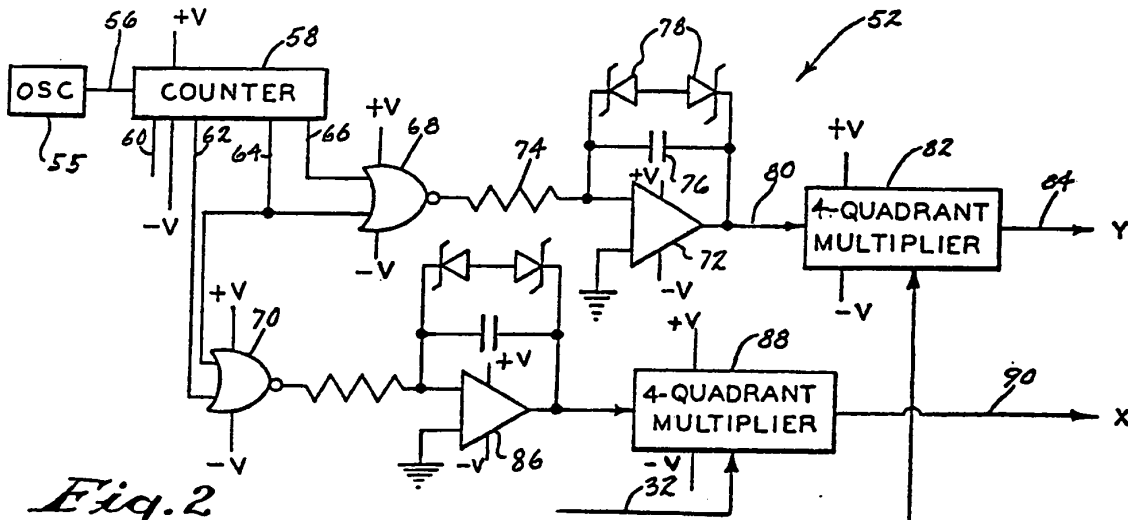 56
+V
58
OSC
COUNTER
55
60
-V
62
64
66
+V
68
-V
74
78
76
+V
72
-V
80
52
+V
82
4-QUADRANT
MULTIPLIER
-V
84
Y
+V
70
-V
+V
-V
86
+V
88
4-QUADRANT
MULTIPLIER
-V
90
X
32
Fig. 2